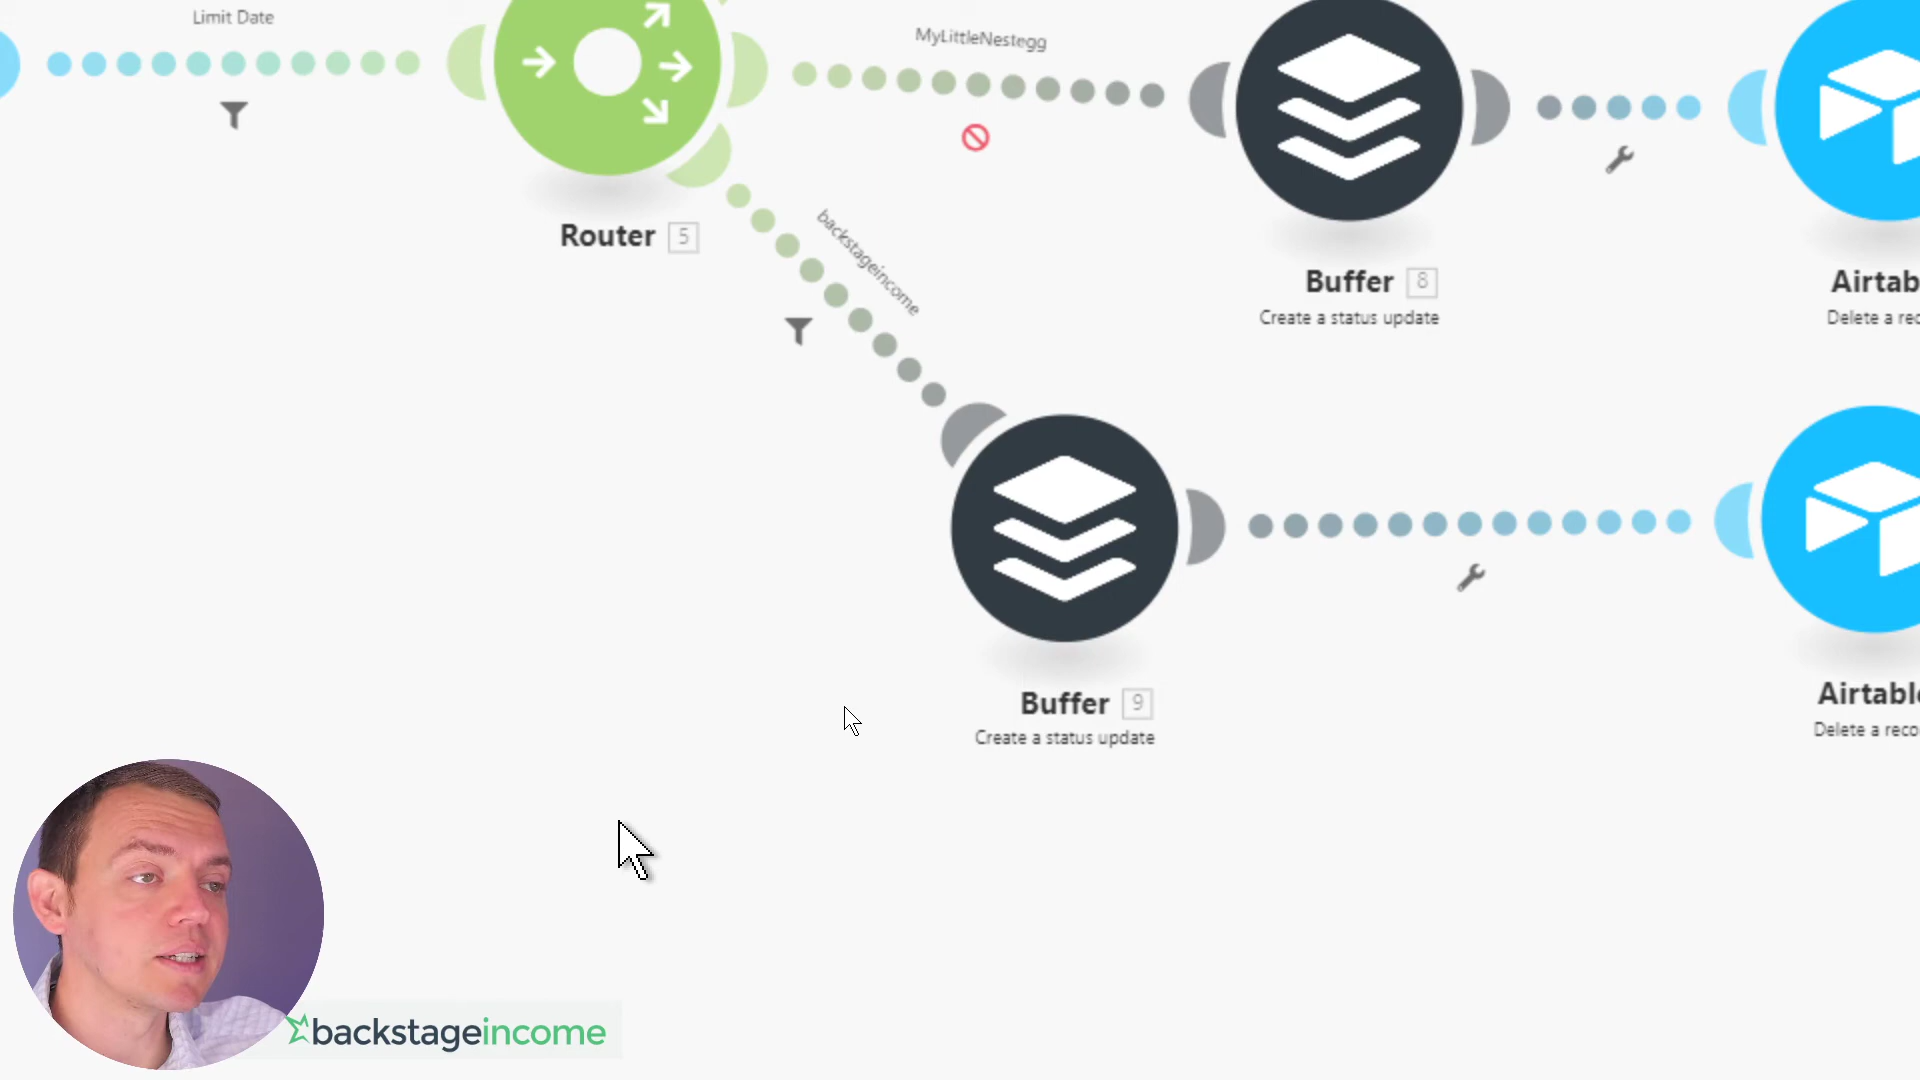 Limit Date
MyLittleNestegg
Router 5
backstageincome
Buffer 8
Create a status update
Airtab
Delete a rec
Buffer 9
Create a status update
Airtable
Delete a reco
backstageincome